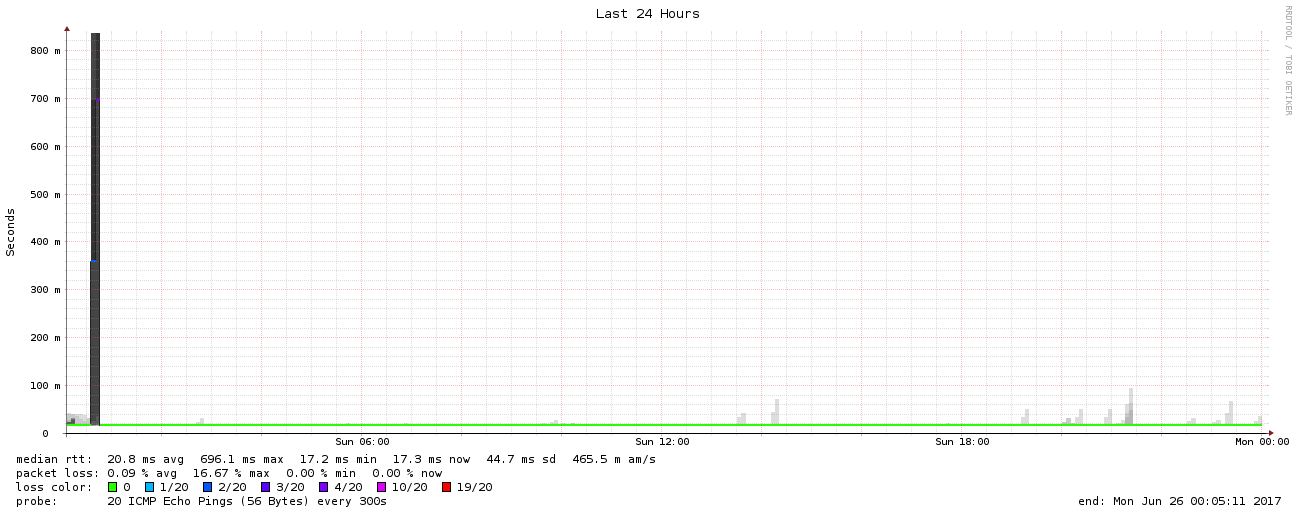 Last 24 Hours
RRDTOOL / TOBI OETIKER
Seconds
800 m
700 m
600 m
500 m
400 m
300 m
200 m
100 m
0
Sun 06:00 Sun 12:00 Sun 18:00 Mon 00:00
median rtt: 20.8 ms avg 696.1 ms max 17.2 ms min 17.3 ms now 44.7 ms sd 465.5 m am/s
packet loss: 0.09 % avg 16.67 % max 0.00 % min 0.00 % now
loss color: 0 1/20 2/20 3/20 4/20 10/20 19/20
probe: 20 ICMP Echo Pings (56 Bytes) every 300s end: Mon Jun 26 00:05:11 2017